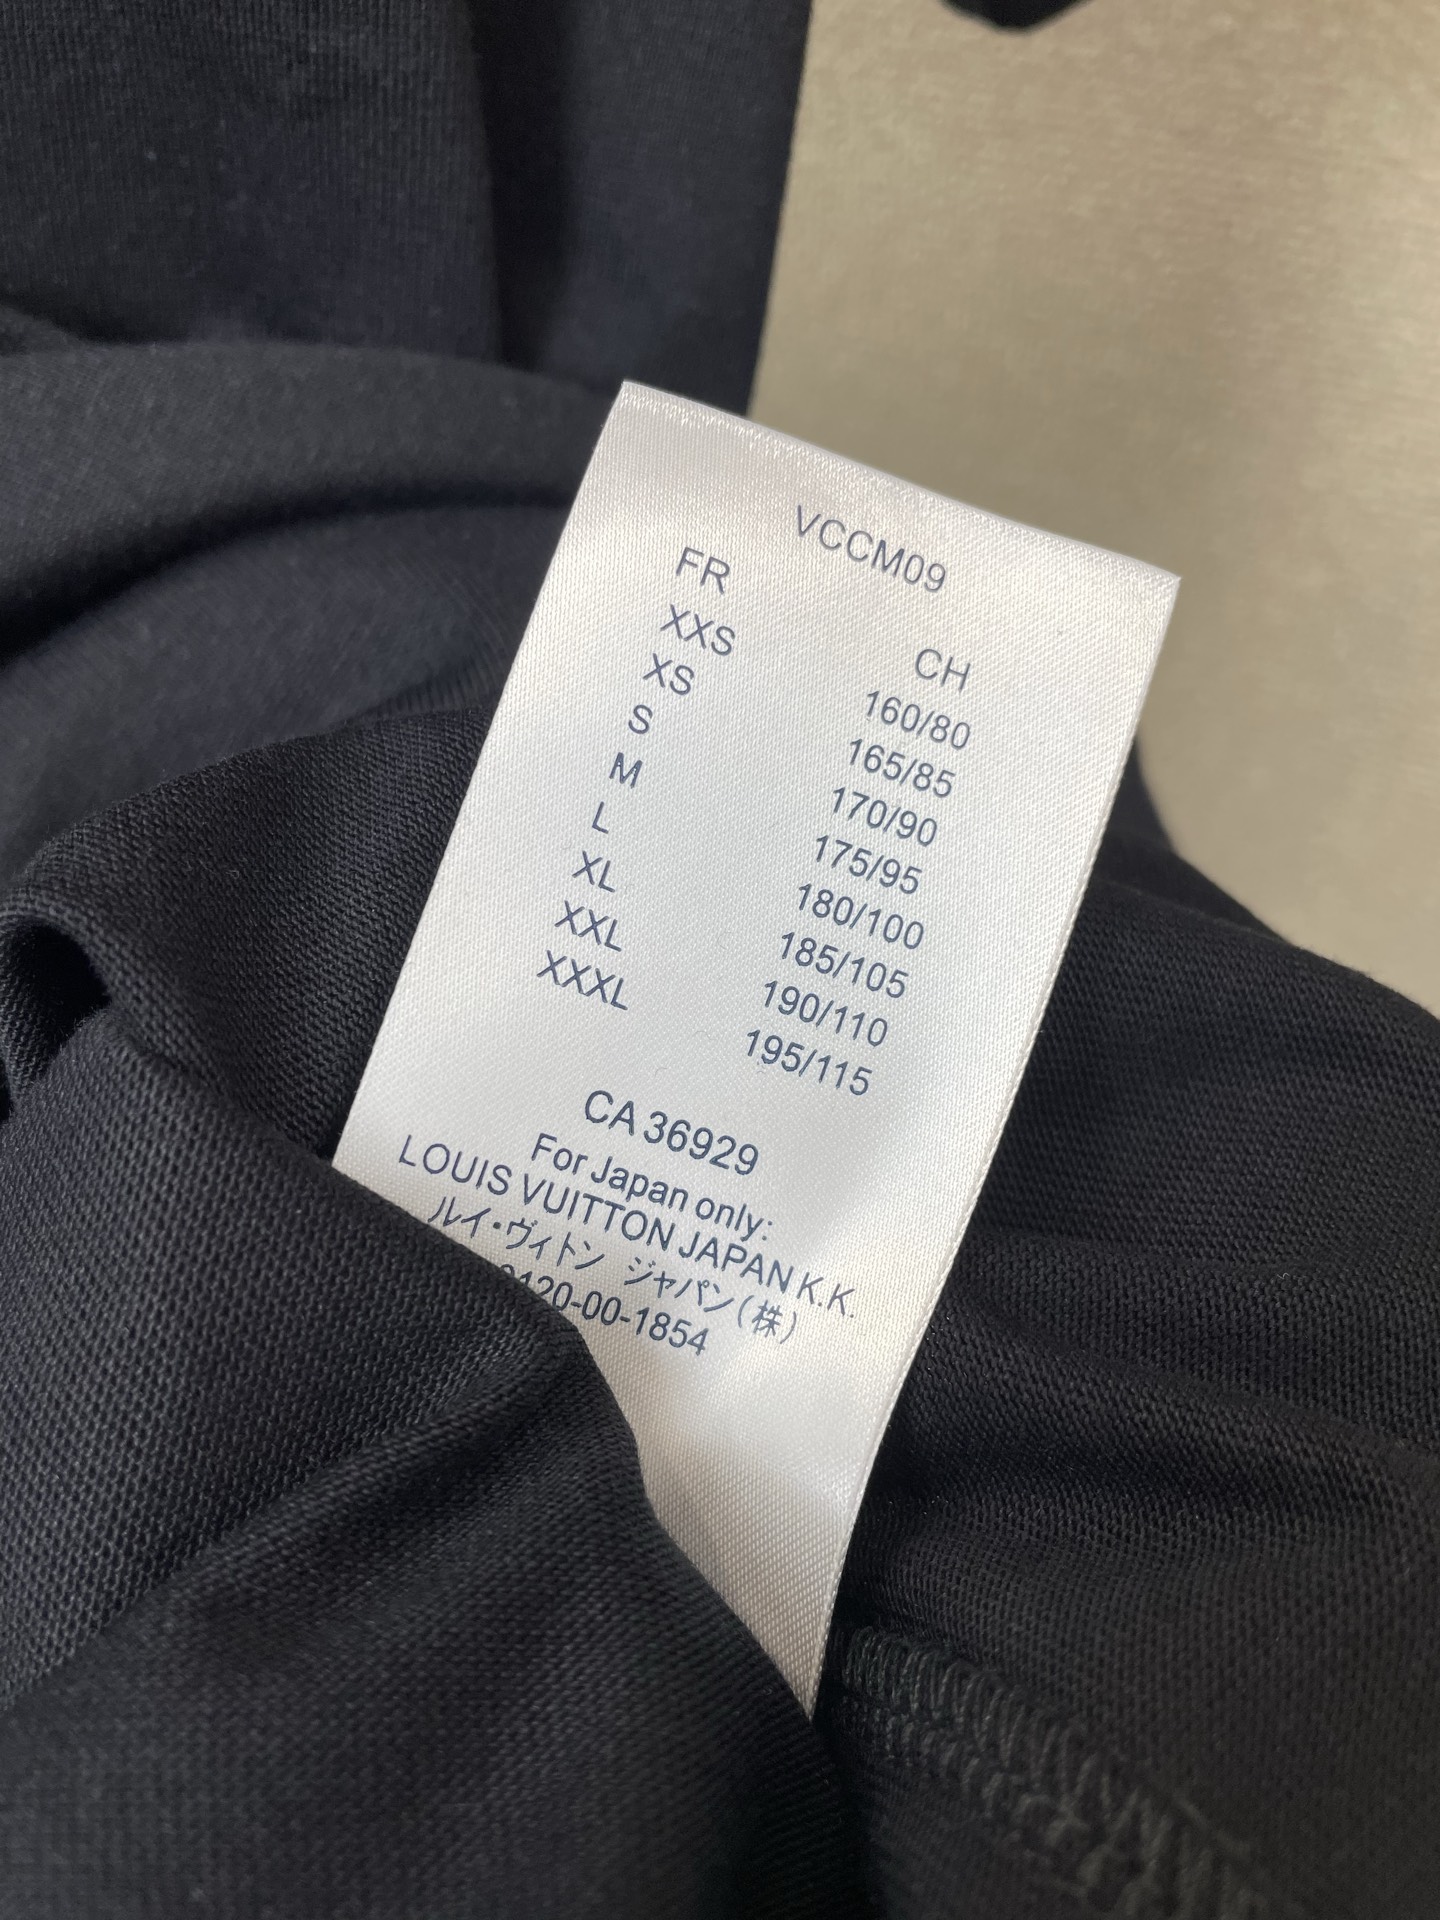 VCCM09
FR CH
XXS 160/80
XS 165/85
S 170/90
M 175/95
L 180/100
XL 185/105
XXL 190/110
XXXL 195/115
CA 36929
For Japan only:
LOUIS VUITTON JAPAN K.K.
ルイ・ヴィトン ジャパン(株)
0120-00-1854